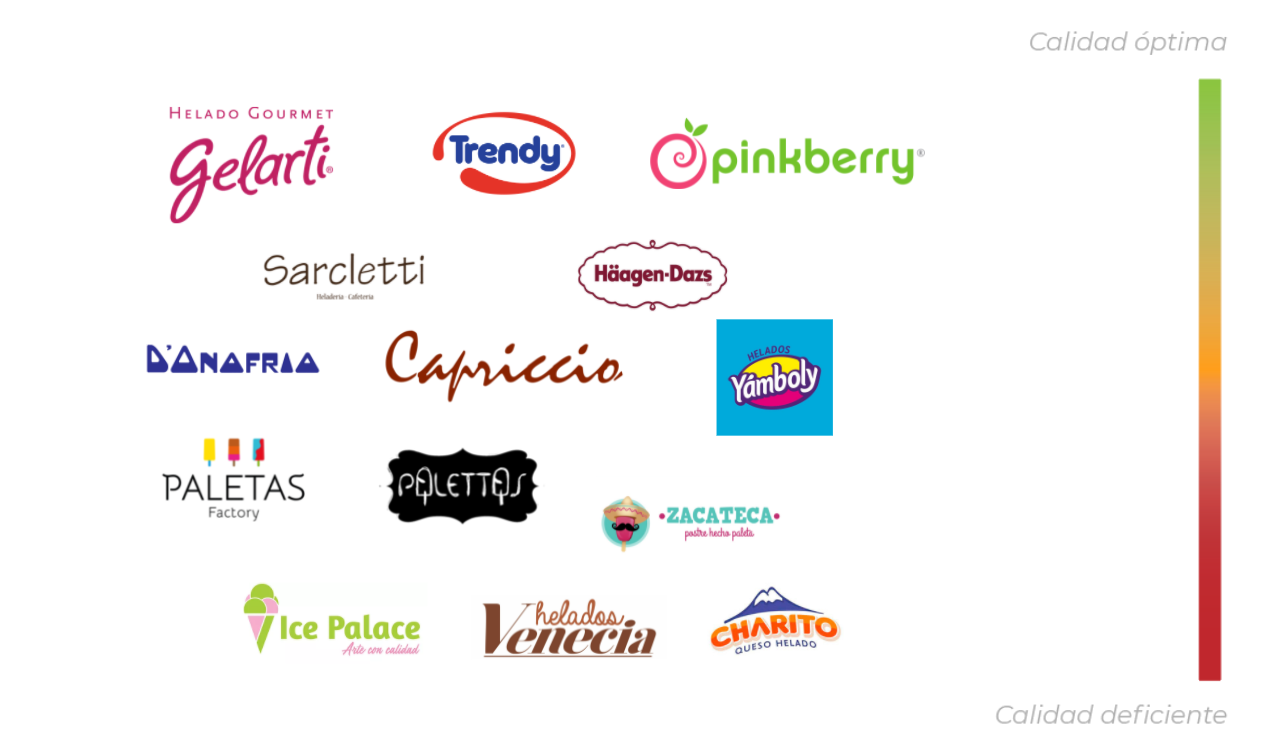 Calidad óptima
HELADO GOURMET
Gelarti®
Trendy
pinkberry®
Sarcletti
Heladería · Cafetería
Häagen-Dazs
D'ANAFRIA
Capriccio
HELADOS
Yámboly
PALETAS
Factory
PALETTAS
ZACATECA
postre hecho paleta
Ice Palace
Arte con calidad
helados
Venecia
CHARITO
QUESO HELADO
Calidad deficiente